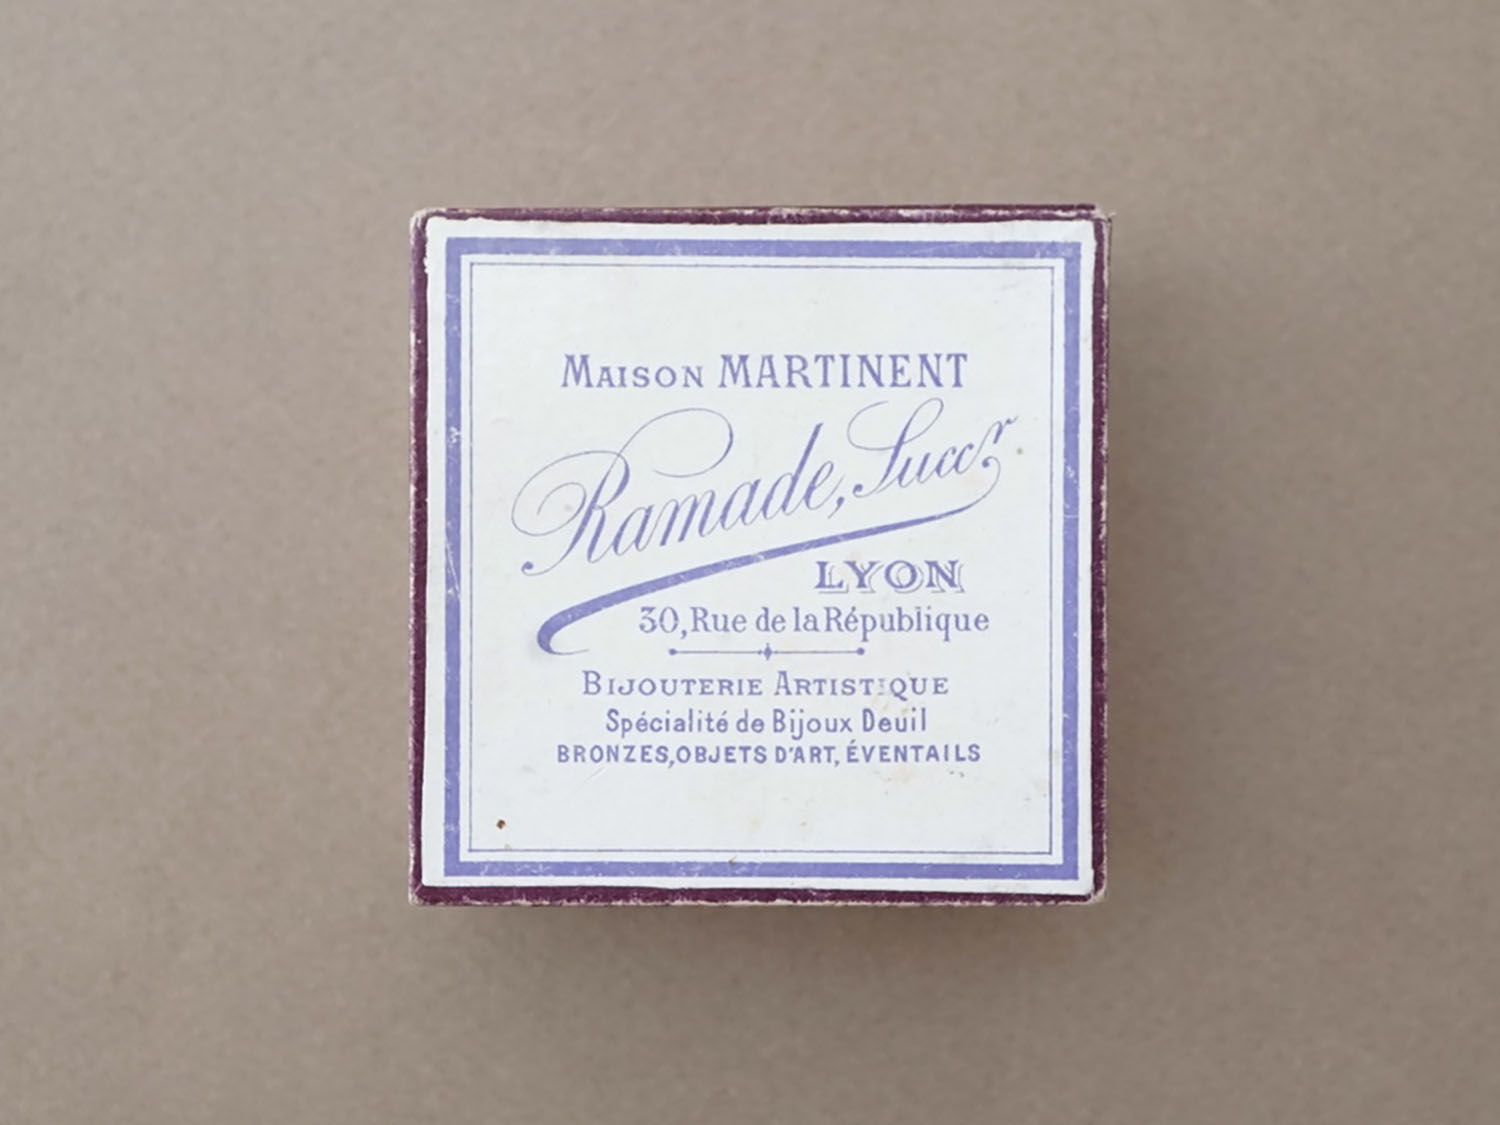 Maison MARTINENT
Ramade, Succr
LYON
30, Rue de la République
BIJOUTERIE ARTISTIQUE
Spécialité de Bijoux Deuil
BRONZES, OBJETS D'ART, ÉVENTAILS